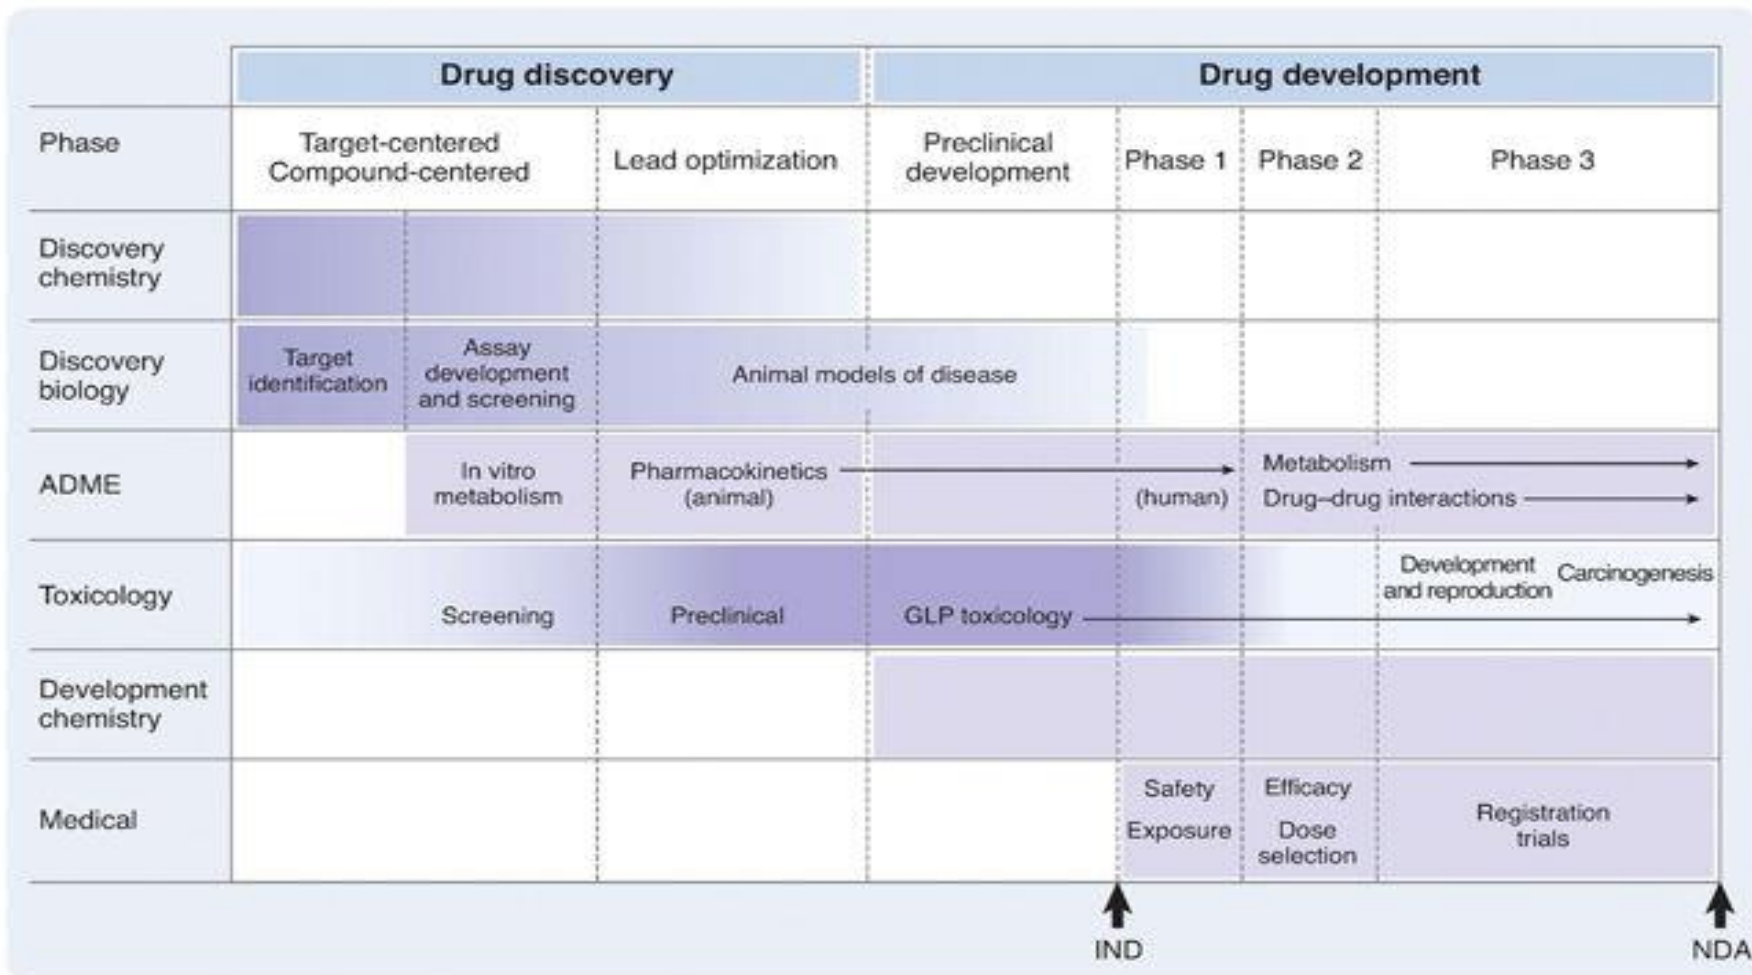 Drug discovery
Drug development
Phase
Target-centered
Compound-centered
Lead optimization
Preclinical
development
Phase 1
Phase 2
Phase 3
Discovery
chemistry
Discovery
biology
Target
identification
Assay
development
and screening
Animal models of disease
ADME
In vitro
metabolism
Pharmacokinetics
(animal)
(human)
Metabolism
Drug–drug interactions
Toxicology
Screening
Preclinical
GLP toxicology
Development
and reproduction
Carcinogenesis
Development
chemistry
Medical
Safety
Exposure
Efficacy
Dose
selection
Registration
trials
IND
NDA